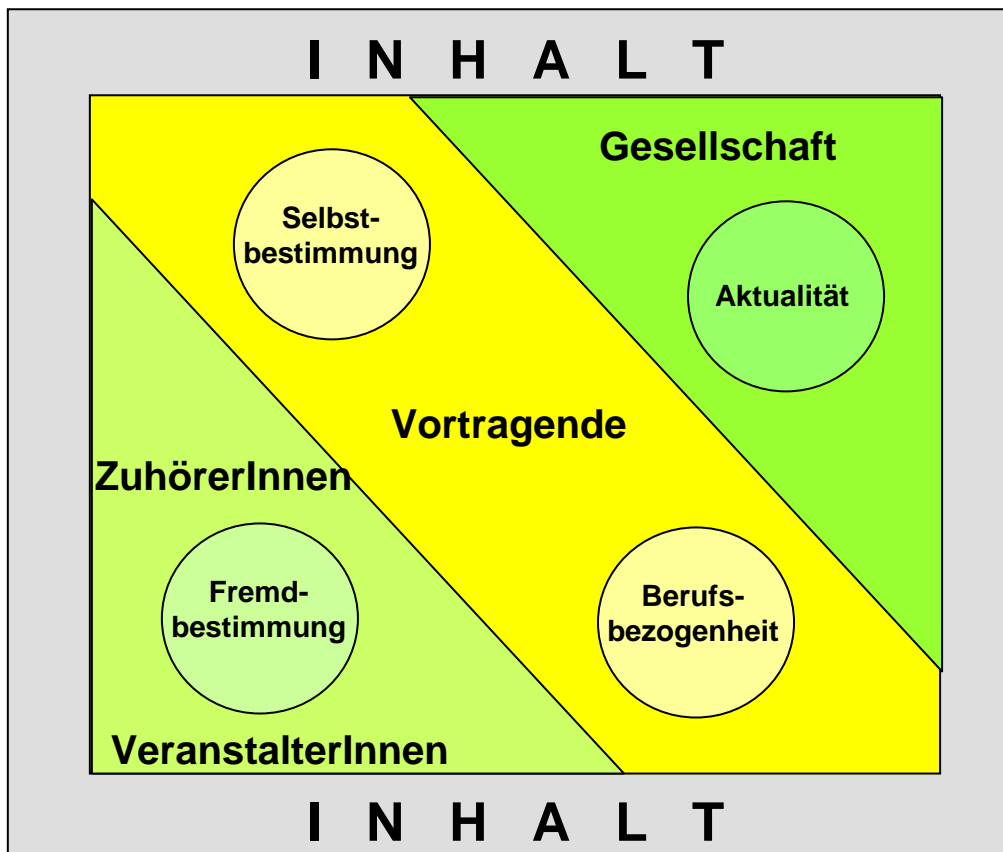 I N H A L T
Gesellschaft
Selbst-
bestimmung
Aktualität
Vortragende
ZuhörerInnen
Fremd-
bestimmung
Berufs-
bezogenheit
VeranstalterInnen
I N H A L T